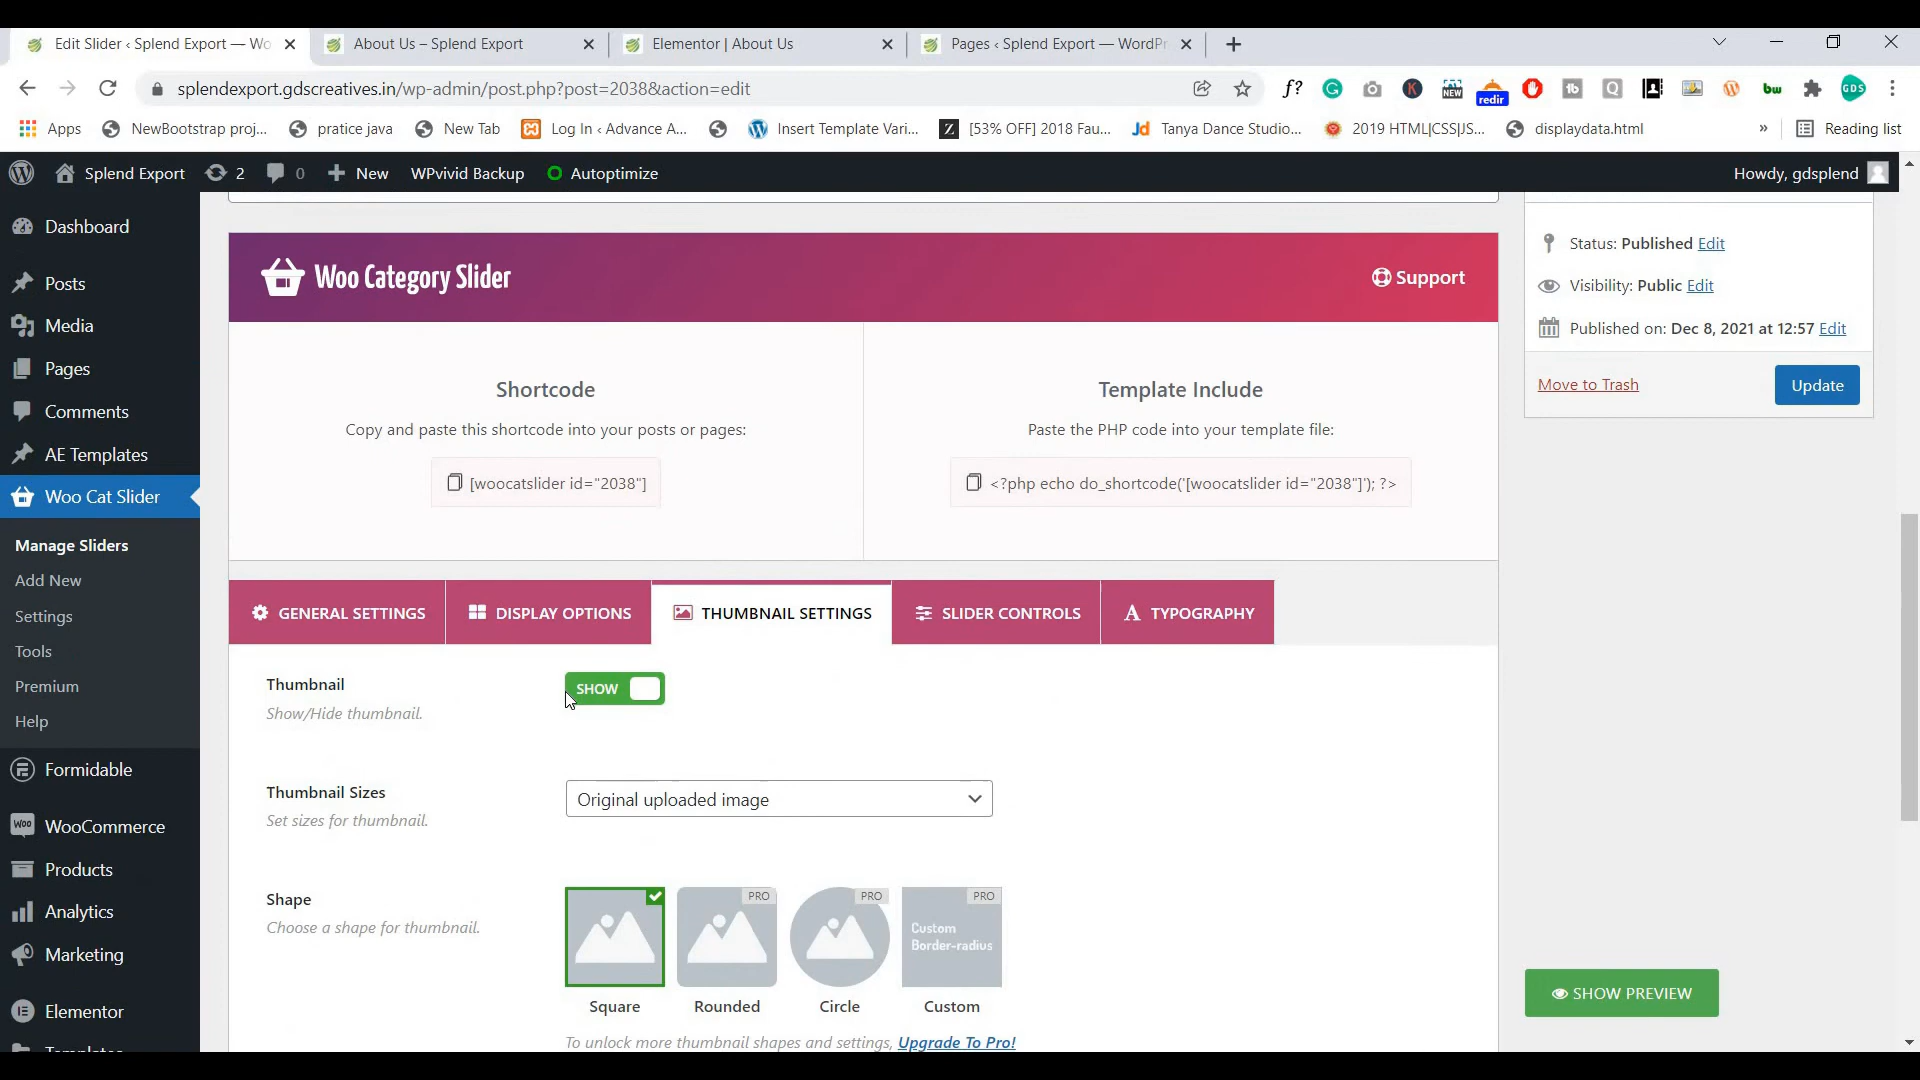 Edit Slider ‹ Splend Export — Wo
About Us – Splend Export
Elementor | About Us
Pages ‹ Splend Export — WordPr
splendexport.gdscreatives.in/wp-admin/post.php?post=2038&action=edit
f?
NEW
redir
GDS
bw
Apps
NewBootstrap proj...
pratice java
New Tab
Log In ‹ Advance A...
Insert Template Vari...
[53% OFF] 2018 Fau...
Jd
Tanya Dance Studio...
2019 HTML|CSS|JS...
displaydata.html
»
Reading list
Splend Export
2
0
New
WPvivid Backup
Autoptimize
Howdy, gdsplend
Dashboard
Posts
Media
Pages
Comments
AE Templates
Woo Cat Slider
Manage Sliders
Add New
Settings
Tools
Premium
Help
Formidable
WooCommerce
Products
Analytics
Marketing
Elementor
Woo Category Slider
Support
Shortcode
Copy and paste this shortcode into your posts or pages:
[woocatslider id="2038"]
Template Include
Paste the PHP code into your template file:
<?php echo do_shortcode('[woocatslider id="2038"]'); ?>
GENERAL SETTINGS
DISPLAY OPTIONS
THUMBNAIL SETTINGS
SLIDER CONTROLS
TYPOGRAPHY
Thumbnail
Show/Hide thumbnail.
SHOW
Thumbnail Sizes
Set sizes for thumbnail.
Original uploaded image
Shape
Choose a shape for thumbnail.
PRO
PRO
PRO
Custom
Border-radius
Square
Rounded
Circle
Custom
To unlock more thumbnail shapes and settings, Upgrade To Pro!
Status: Published Edit
Visibility: Public Edit
Published on: Dec 8, 2021 at 12:57 Edit
Move to Trash
Update
SHOW PREVIEW